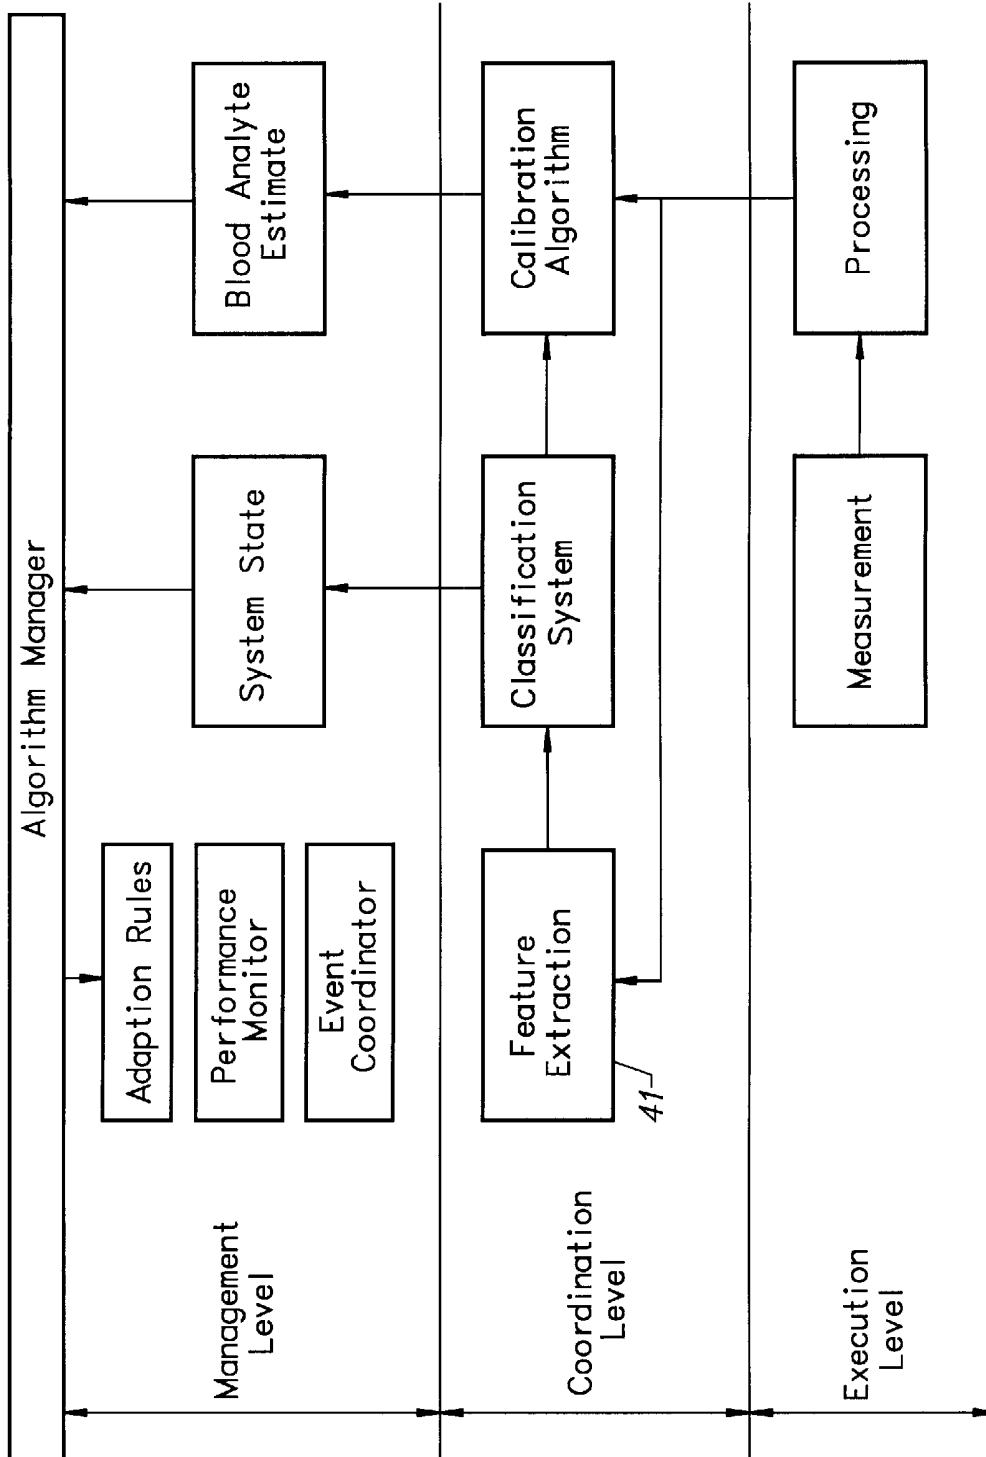 Algorithm Manager
Management
Level
Adaption Rules
Performance
Monitor
Event
Coordinator
System State
Blood Analyte
Estimate
Coordination
Level
Feature
Extraction
41
Classification
System
Calibration
Algorithm
Execution
Level
Measurement
Processing